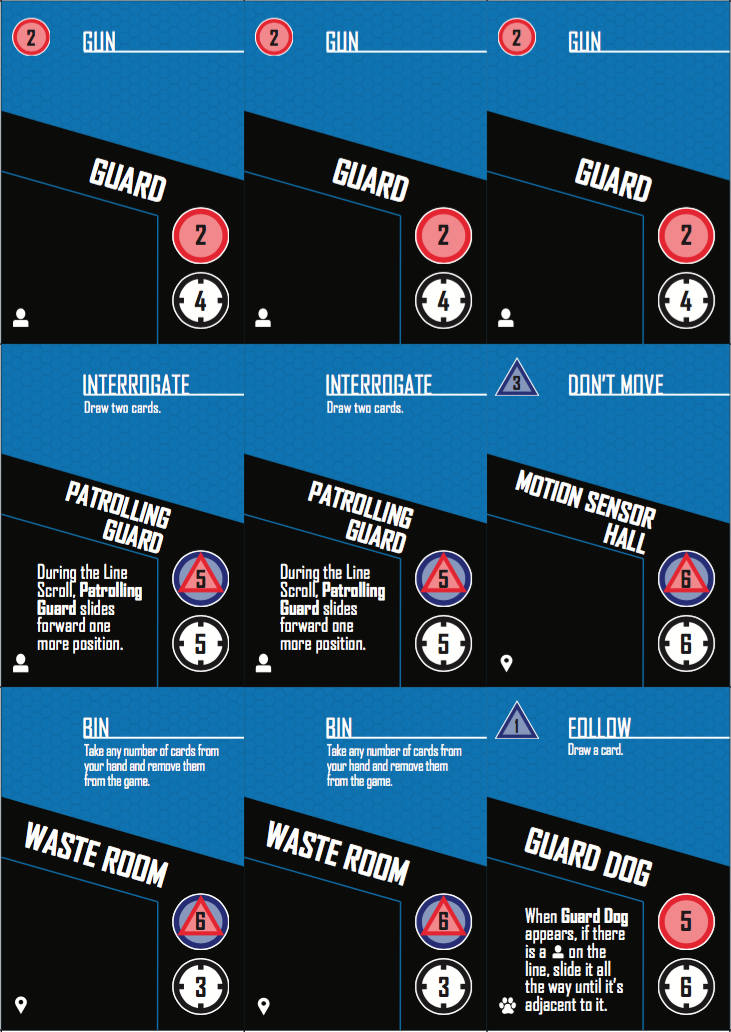 2
GUN
GUARD
2
4
2
GUN
GUARD
2
4
2
GUN
GUARD
2
4
INTERROGATE
Draw two cards.
PATROLLING
GUARD
During the Line
Scroll, Patrolling
Guard slides
forward one
more position.
5
5
INTERROGATE
Draw two cards.
PATROLLING
GUARD
During the Line
Scroll, Patrolling
Guard slides
forward one
more position.
5
5
3
DON'T MOVE
MOTION SENSOR
HALL
6
6
BIN
Take any number of cards from
your hand and remove them
from the game.
WASTE ROOM
6
3
BIN
Take any number of cards from
your hand and remove them
from the game.
WASTE ROOM
6
3
1
FOLLOW
Draw a card.
GUARD DOG
When Guard Dog
appears, if there
is a on the
line, slide it all
the way until it's
adjacent to it.
5
6